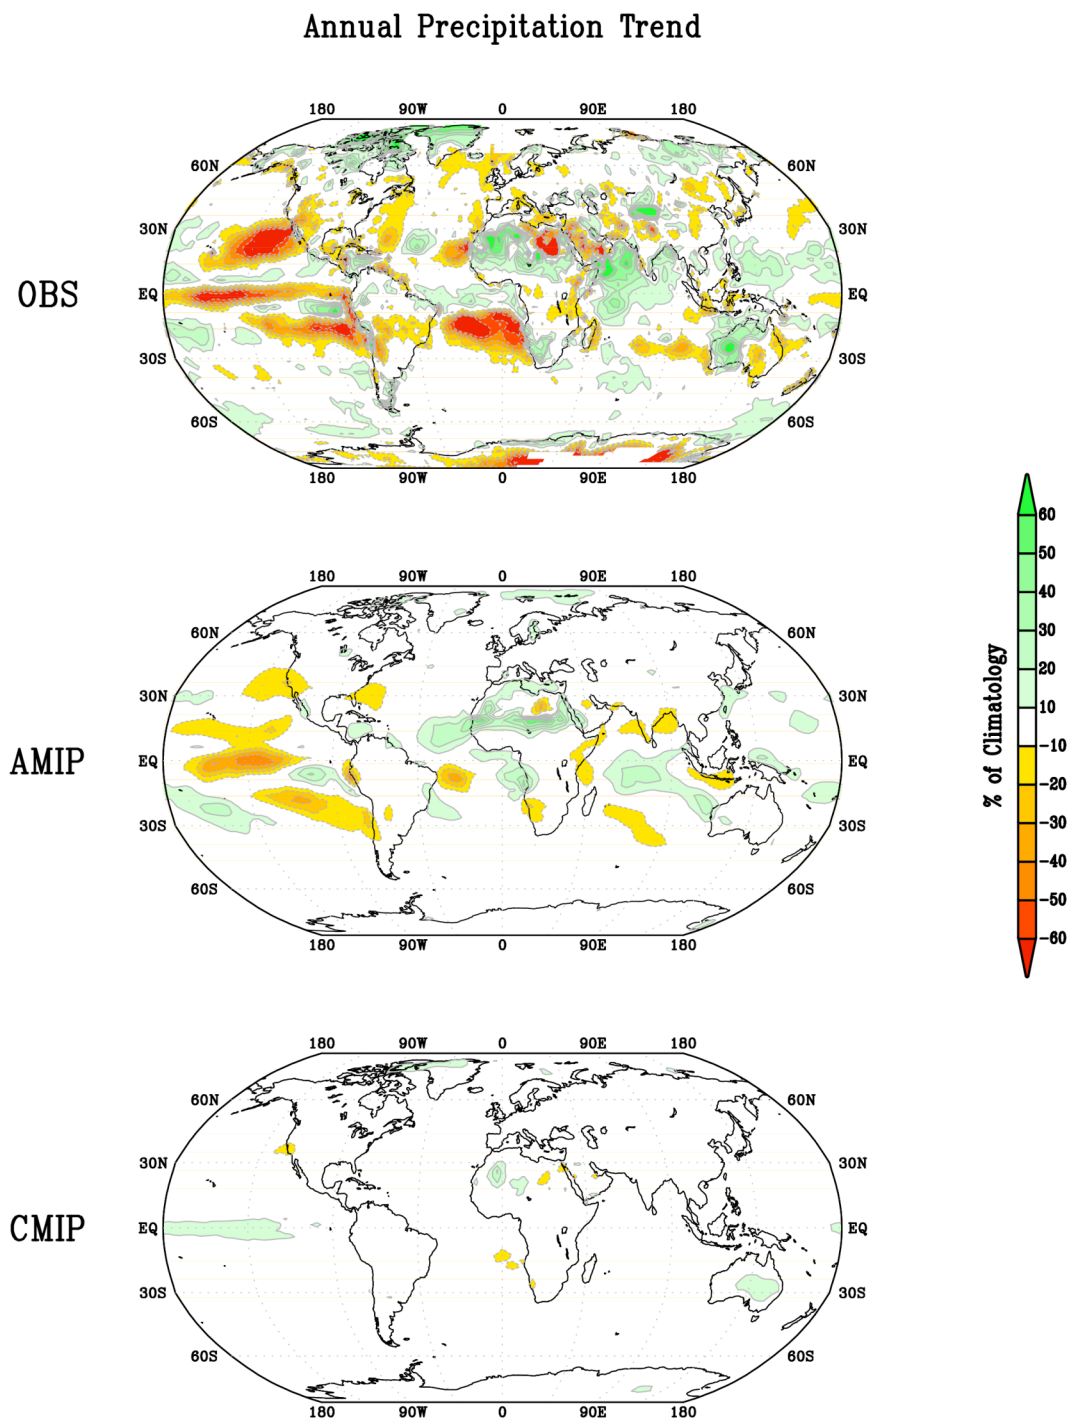 Annual Precipitation Trend
180 90W 0 90E 180
60N 60N
30N 30N
OBS
EQ EQ
30S 30S
60S 60S
180 90W 0 90E 180
180 90W 0 90E 180
60N 60N
30N 30N
AMIP
EQ EQ
30S 30S
60S 60S
180 90W 0 90E 180
180 90W 0 90E 180
60N 60N
30N 30N
CMIP
EQ EQ
30S 30S
60S 60S
180 90W 0 90E 180
% of Climatology
60
50
40
30
20
10
-10
-20
-30
-40
-50
-60